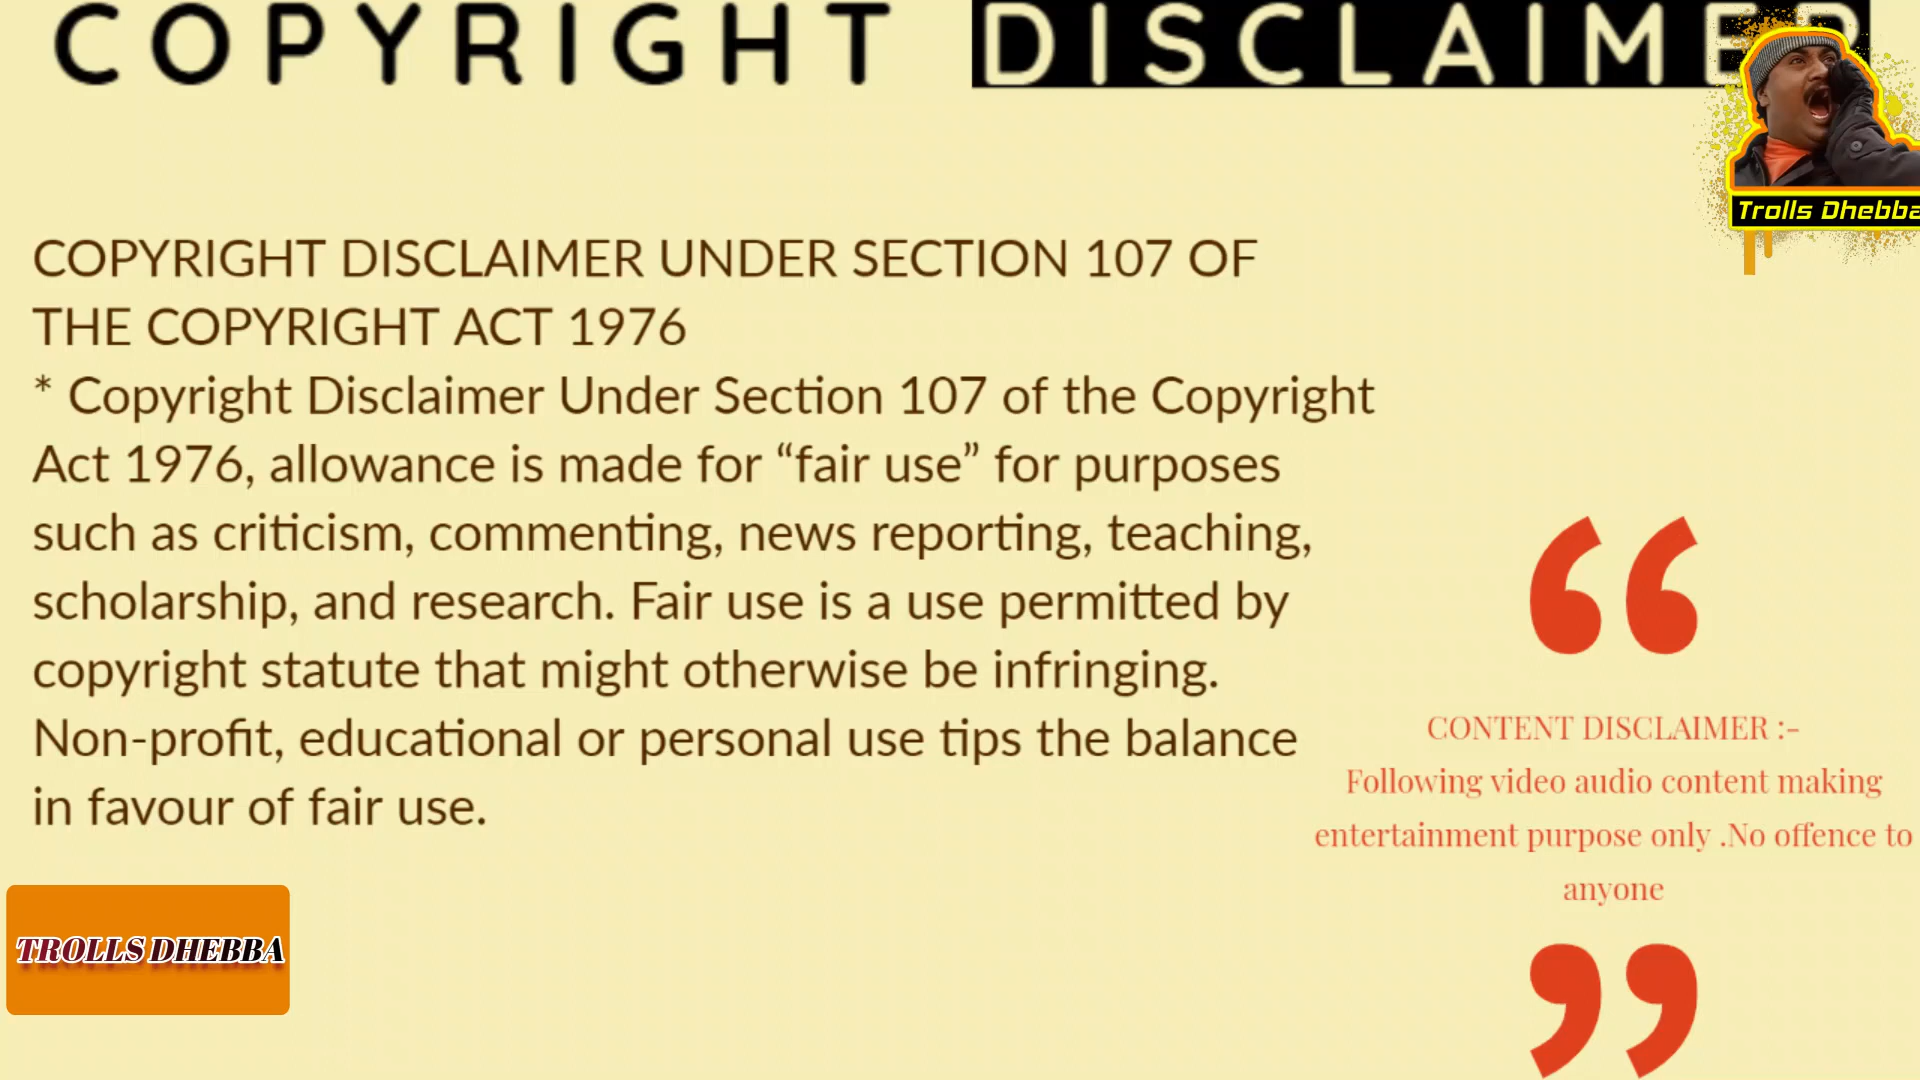 COPYRIGHT DISCLAIMER
Trolls Dhebba
COPYRIGHT DISCLAIMER UNDER SECTION 107 OF
THE COPYRIGHT ACT 1976
* Copyright Disclaimer Under Section 107 of the Copyright
Act 1976, allowance is made for “fair use” for purposes
such as criticism, commenting, news reporting, teaching,
scholarship, and research. Fair use is a use permitted by
copyright statute that might otherwise be infringing.
Non-profit, educational or personal use tips the balance
in favour of fair use.
“
CONTENT DISCLAIMER :-
Following video audio content making
entertainment purpose only .No offence to
anyone
”
TROLLS DHEBBA